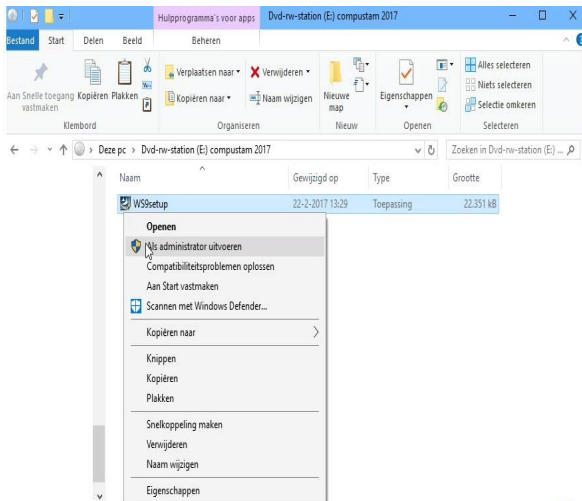 Hulpprogramma's voor apps Dvd-rw-station (E:) compustam 2017
Bestand Start Delen Beeld Beheren
Aan Snelle toegang vastmaken
Kopiëren
Plakken
Klembord
Verplaatsen naar
Kopiëren naar
Verwijderen
Naam wijzigen
Organiseren
Nieuwe map
Nieuw
Eigenschappen
Openen
Alles selecteren
Niets selecteren
Selectie omkeren
Selecteren
Deze pc > Dvd-rw-station (E:) compustam 2017
Zoeken in Dvd-rw-station (E:) ...
Naam Gewijzigd op Type Grootte
WS9setup 22-2-2017 13:29 Toepassing 22.351 kB
Openen
Als administrator uitvoeren
Compatibiliteitsproblemen oplossen
Aan Start vastmaken
Scannen met Windows Defender...
Kopiëren naar
Knippen
Kopiëren
Plakken
Snelkoppeling maken
Verwijderen
Naam wijzigen
Eigenschappen